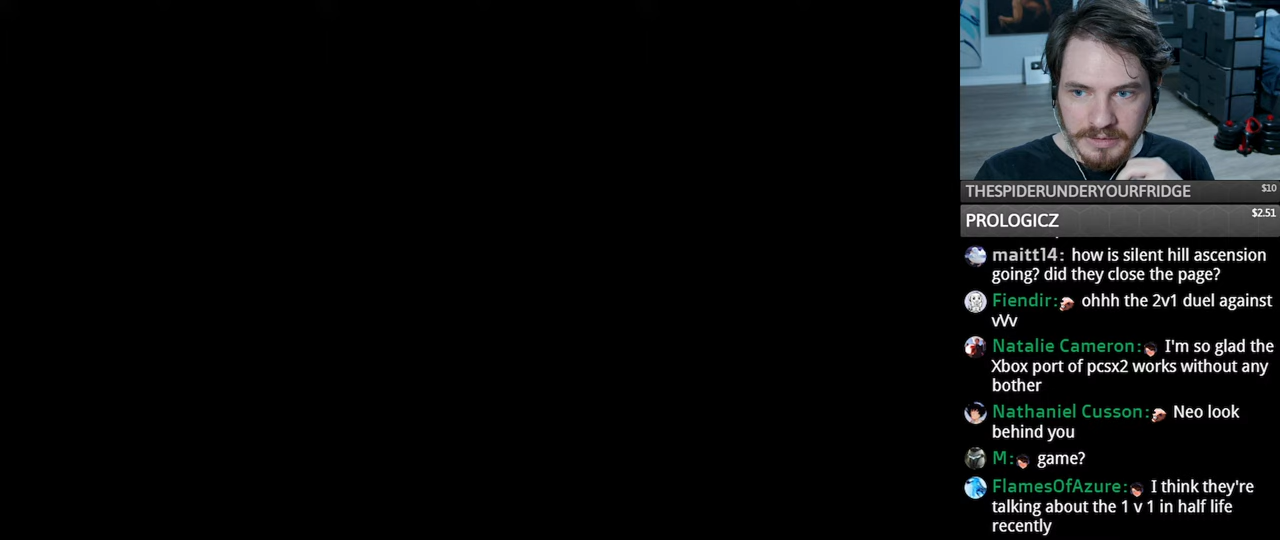 THESPIDERUNDERYOURFRIDGE $10
PROLOGICZ $2.51
maitt14: how is silent hill ascension
going? did they close the page?
Fiendir: ohhh the 2v1 duel against
vVv
Natalie Cameron: I'm so glad the
Xbox port of pcsx2 works without any
bother
Nathaniel Cusson: Neo look
behind you
M: game?
FlamesOfAzure: I think they're
talking about the 1 v 1 in half life
recently